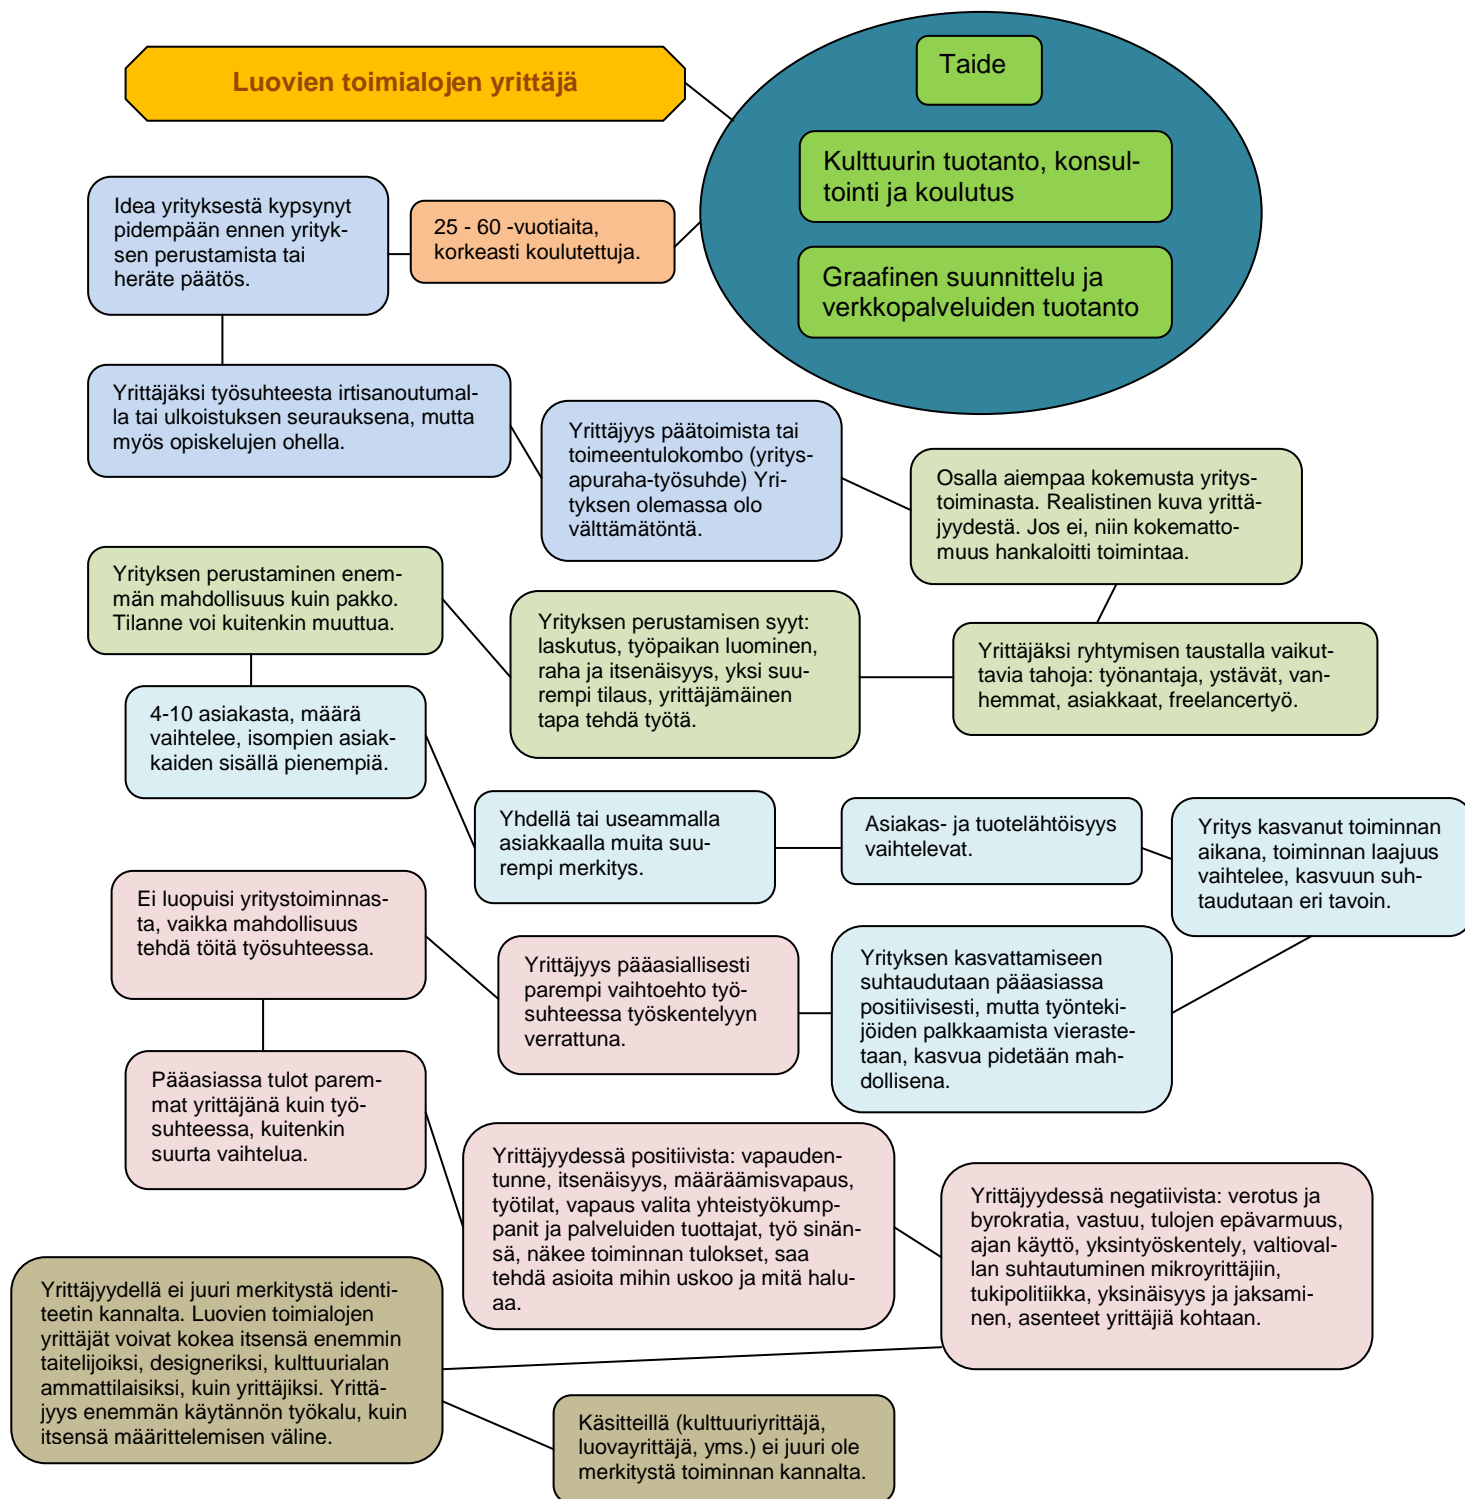 Luovien toimialojen yrittäjä
Taide
Kulttuurin tuotanto, konsul-
tointi ja koulutus
Graafinen suunnittelu ja
verkkopalveluiden tuotanto
25 - 60 -vuotiaita,
korkeasti koulutettuja.
Idea yrityksestä kypsynyt
pidempään ennen yrityk-
sen perustamista tai
heräte päätös.
Yrittäjäksi työsuhteesta irtisanoutumal-
la tai ulkoistuksen seurauksena, mutta
myös opiskelujen ohella.
Yrittäjyys päätoimista tai
toimeentulokombo (yritys-
apuraha-työsuhde) Yri-
tyksen olemassa olo
välttämätöntä.
Osalla aiempaa kokemusta yritys-
toiminasta. Realistinen kuva yrittä-
jyydestä. Jos ei, niin kokematto-
muus hankaloitti toimintaa.
Yrittäjäksi ryhtymisen taustalla vaikut-
tavia tahoja: työnantaja, ystävät, van-
hemmat, asiakkaat, freelancertyö.
Yrityksen perustamisen syyt:
laskutus, työpaikan luominen,
raha ja itsenäisyys, yksi suu-
rempi tilaus, yrittäjämäinen
tapa tehdä työtä.
Yrityksen perustaminen enem-
män mahdollisuus kuin pakko.
Tilanne voi kuitenkin muuttua.
4-10 asiakasta, määrä
vaihtelee, isompien asiak-
kaiden sisällä pienempiä.
Yhdellä tai useammalla
asiakkaalla muita suu-
rempi merkitys.
Asiakas- ja tuotelähtöisyys
vaihtelevat.
Yritys kasvanut toiminnan
aikana, toiminnan laajuus
vaihtelee, kasvuun suh-
taudutaan eri tavoin.
Yrityksen kasvattamiseen
suhtaudutaan pääasiassa
positiivisesti, mutta työnteki-
jöiden palkkaamista vieraste-
taan, kasvua pidetään mah-
dollisena.
Yrittäjyys pääasiallisesti
parempi vaihtoehto työ-
suhteessa työskentelyyn
verrattuna.
Ei luopuisi yritystoiminnas-
ta, vaikka mahdollisuus
tehdä töitä työsuhteessa.
Pääasiassa tulot parem-
mat yrittäjänä kuin työ-
suhteessa, kuitenkin
suurta vaihtelua.
Yrittäjyydessä positiivista: vapauden-
tunne, itsenäisyys, määräämisvapaus,
työtilat, vapaus valita yhteistyökump-
panit ja palveluiden tuottajat, työ sinän-
sä, näkee toiminnan tulokset, saa
tehdä asioita mihin uskoo ja mitä halu-
aa.
Yrittäjyydessä negatiivista: verotus ja
byrokratia, vastuu, tulojen epävarmuus,
ajan käyttö, yksintyöskentely, valtioval-
lan suhtautuminen mikroyrittäjiin,
tukipolitiikka, yksinäisyys ja jaksami-
nen, asenteet yrittäjiä kohtaan.
Yrittäjyydellä ei juuri merkitystä identi-
teetin kannalta. Luovien toimialojen
yrittäjät voivat kokea itsensä enemmin
taitelijoiksi, designeriksi, kulttuurialan
ammattilaisiksi, kuin yrittäjiksi. Yrittä-
jyys enemmän käytännön työkalu, kuin
itsensä määrittelemisen väline.
Käsitteillä (kulttuuriyrittäjä,
luovayrittäjä, yms.) ei juuri ole
merkitystä toiminnan kannalta.